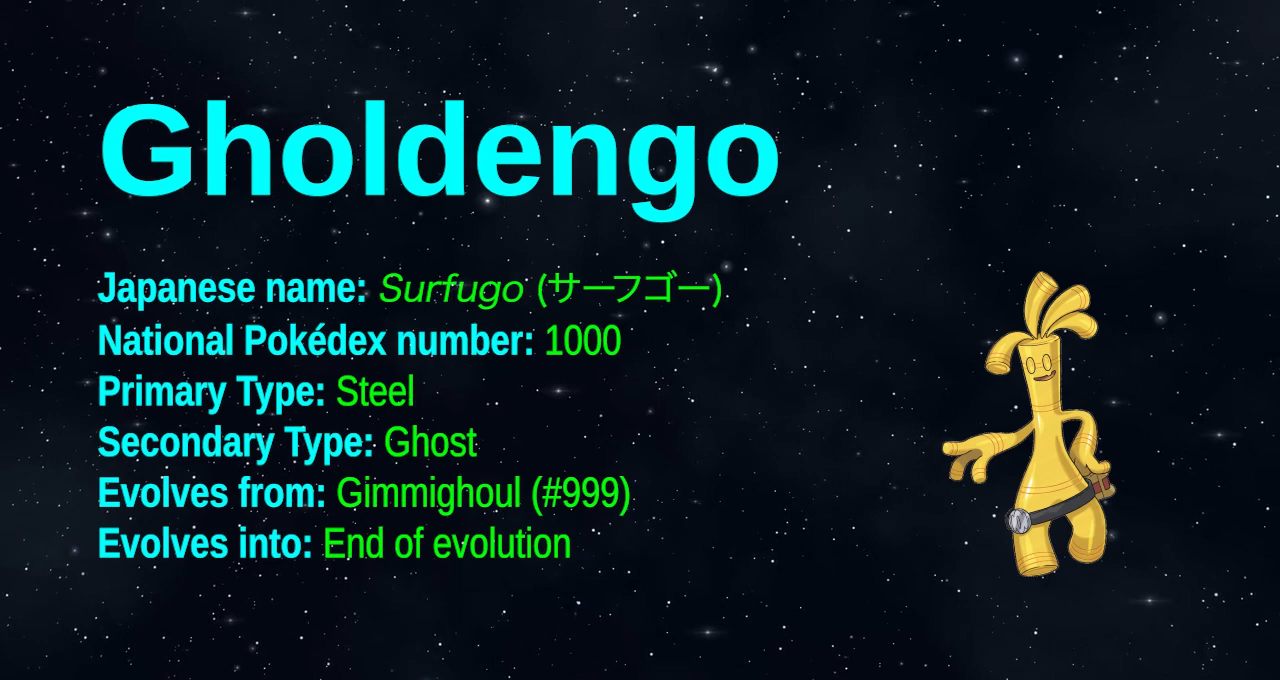 Gholdengo
Japanese name: Surfugo (サーフゴー)
National Pokédex number: 1000
Primary Type: Steel
Secondary Type: Ghost
Evolves from: Gimmighoul (#999)
Evolves into: End of evolution